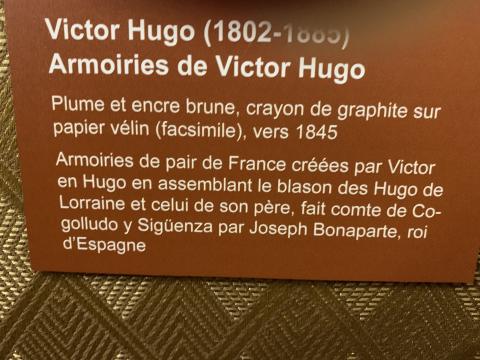 Victor Hugo (1802-1885)
Armoiries de Victor Hugo
Plume et encre brune, crayon de graphite sur
papier vélin (facsimile), vers 1845
Armoiries de pair de France créées par Victor
en Hugo en assemblant le blason des Hugo de
Lorraine et celui de son père, fait comte de Co-
golludo y Sigüenza par Joseph Bonaparte, roi
d'Espagne